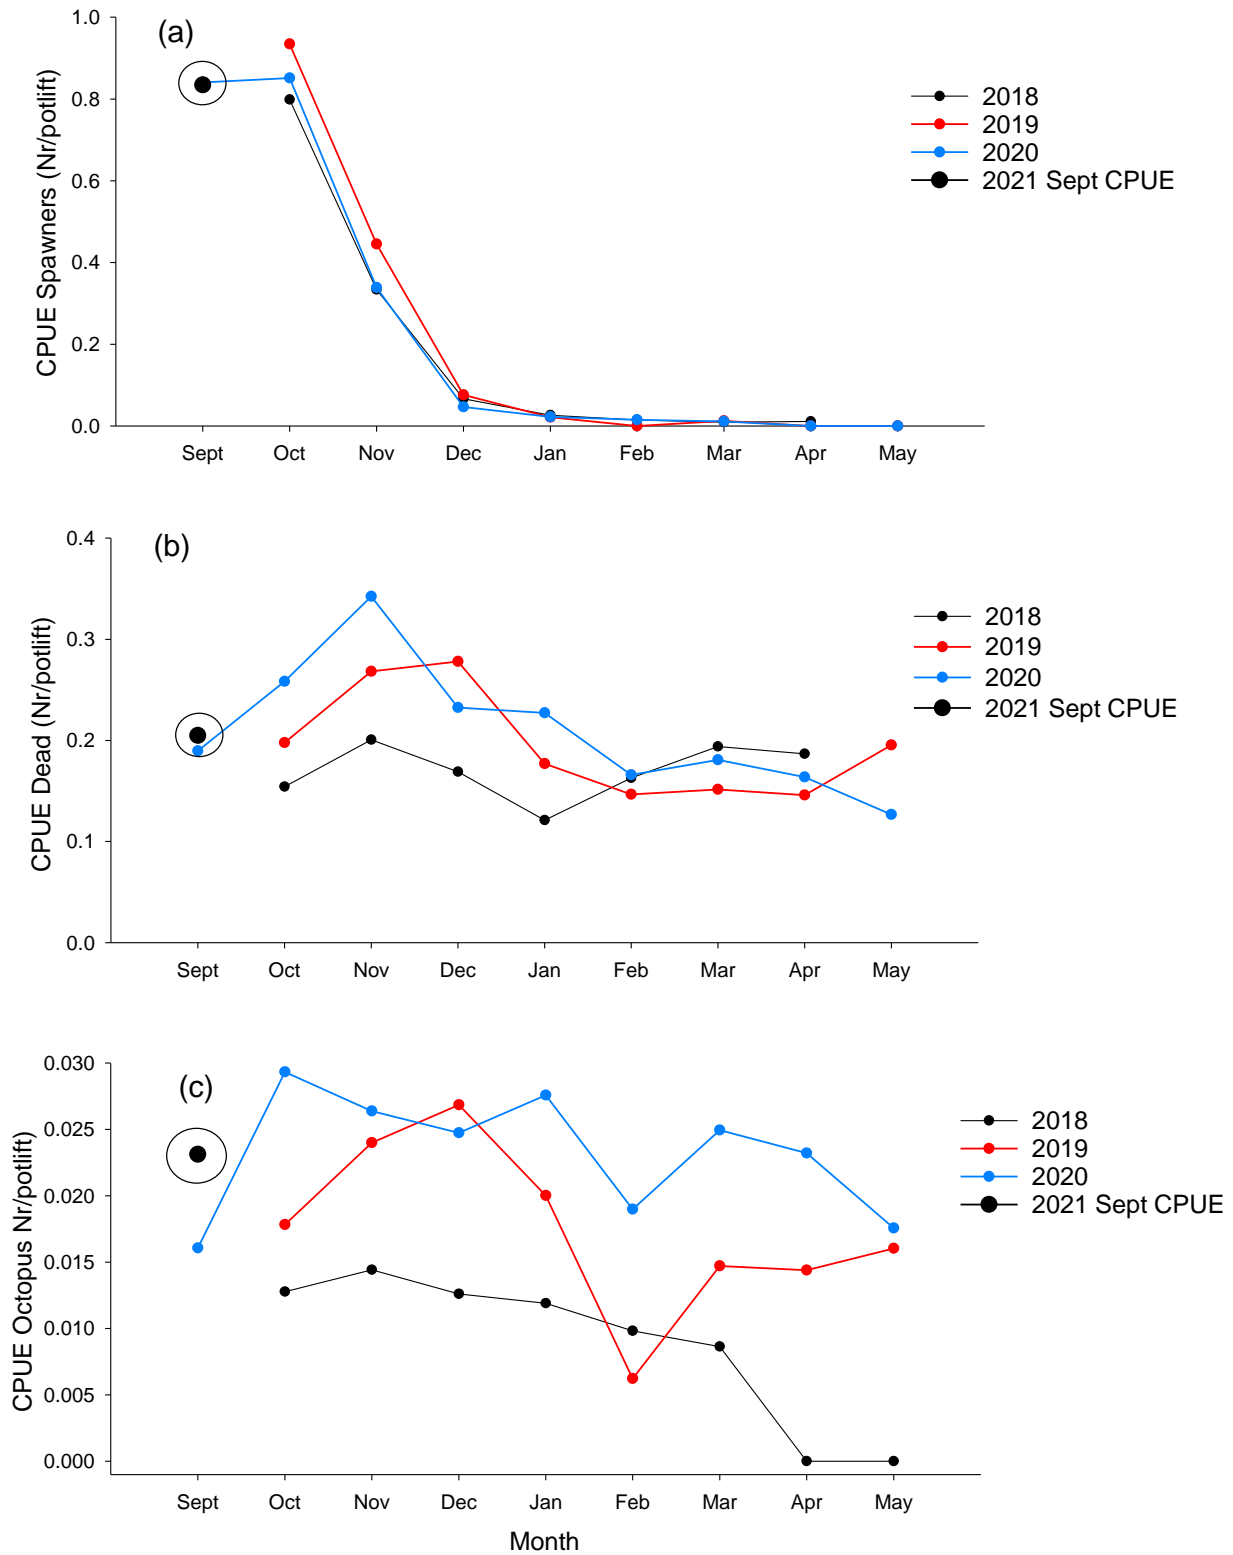 (a)
1.0
0.8
0.6
0.4
0.2
0.0
CPUE Spawners (Nr/potlift)
2018
2019
2020
2021 Sept CPUE
Sept Oct Nov Dec Jan Feb Mar Apr May
(b)
0.4
0.3
0.2
0.1
0.0
CPUE Dead (Nr/potlift)
2018
2019
2020
2021 Sept CPUE
Sept Oct Nov Dec Jan Feb Mar Apr May
(c)
0.030
0.025
0.020
0.015
0.010
0.005
0.000
CPUE Octopus Nr/potlift)
2018
2019
2020
2021 Sept CPUE
Sept Oct Nov Dec Jan Feb Mar Apr May
Month